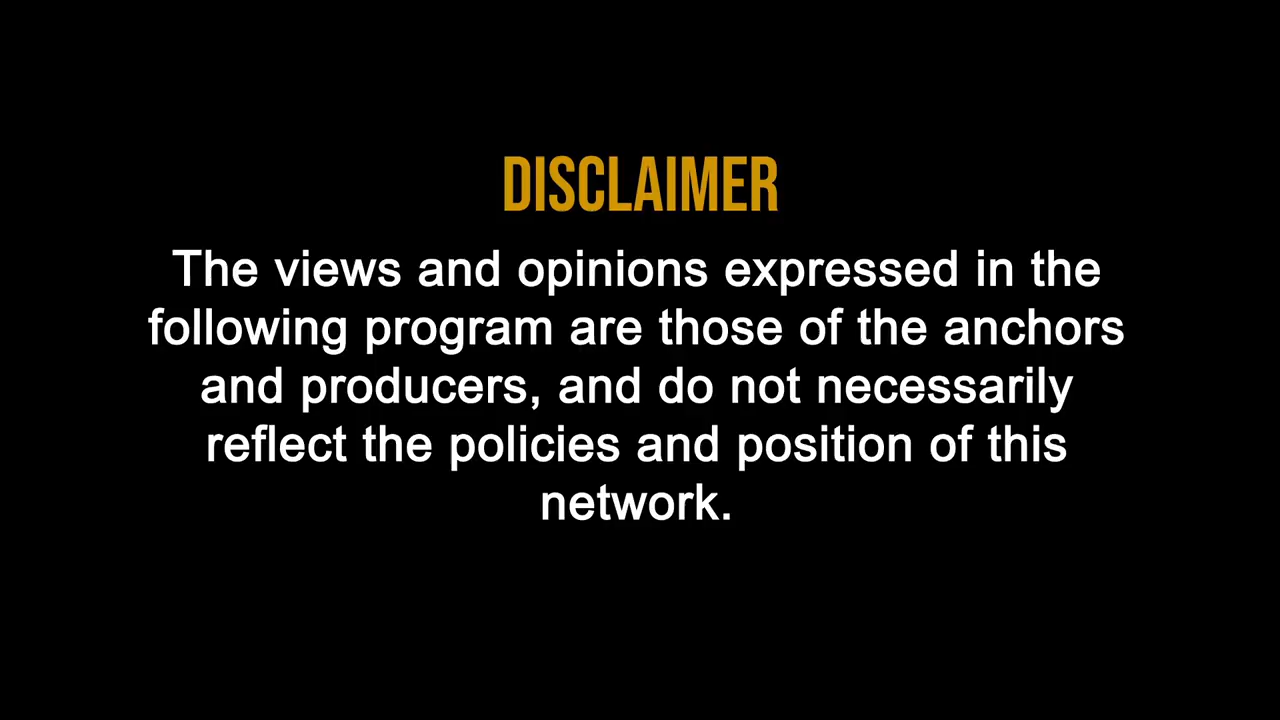 DISCLAIMER
The views and opinions expressed in the
following program are those of the anchors
and producers, and do not necessarily
reflect the policies and position of this
network.